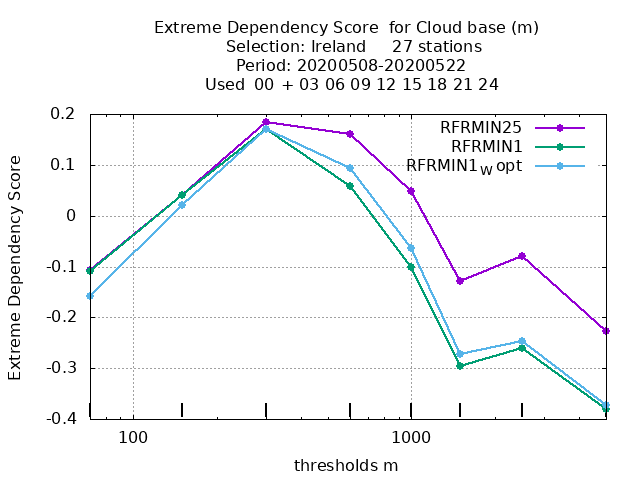 Extreme Dependency Score  for Cloud base (m)
Selection: Ireland     27 stations
Period: 20200508-20200522
Used  00  + 03 06 09 12 15 18 21 24
RFRMIN25
RFRMIN1
RFRMIN1W opt
0.2
0.1
0
-0.1
-0.2
-0.3
-0.4
Extreme Dependency Score
100
1000
thresholds m